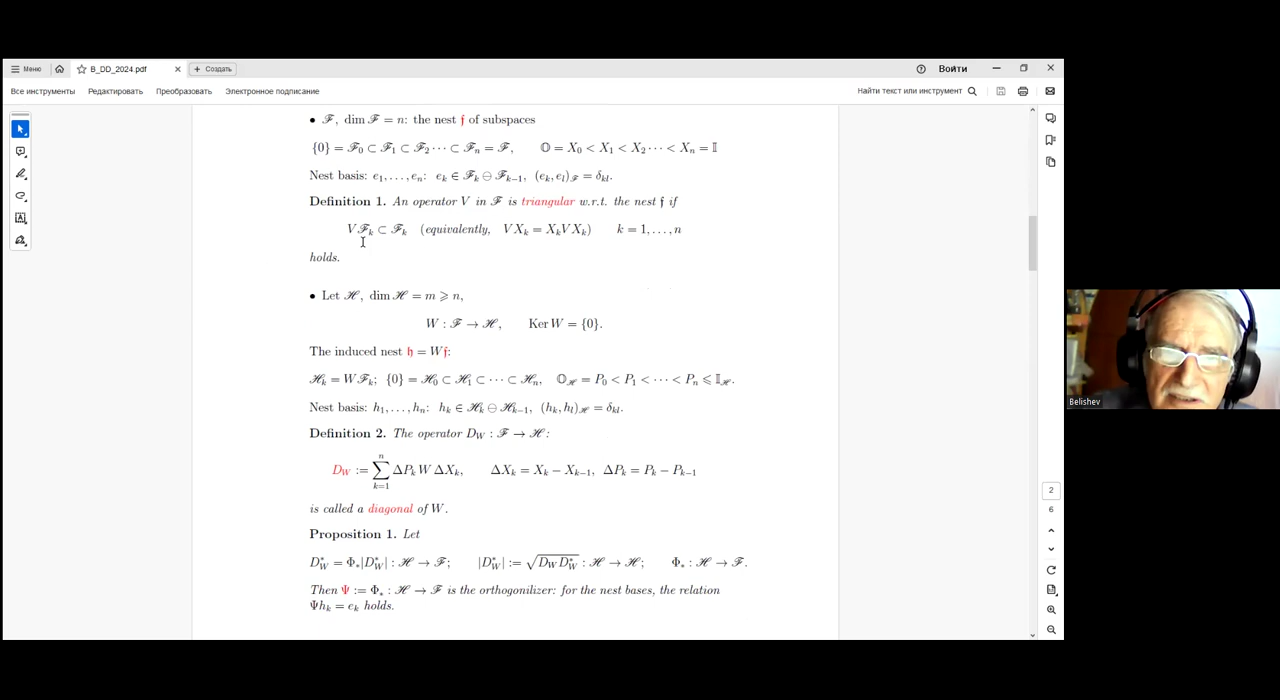 Меню
B_DD_2024.pdf
Создать
Войти
Все инструменты Редактировать Преобразовать Электронное подписание
Найти текст или инструмент
• ℱ, dim ℱ = n: the nest 𝔣 of subspaces
{0} = ℱ₀ ⊂ ℱ₁ ⊂ ℱ₂ ⋯ ⊂ ℱₙ = ℱ, 𝕆 = X₀ < X₁ < X₂ ⋯ < Xₙ = 𝕀
Nest basis: e₁, . . . , eₙ: eₖ ∈ ℱₖ ⊖ ℱₖ₋₁, (eₖ, eₗ)_ℱ = δₖₗ.
Definition 1. An operator V in ℱ is triangular w.r.t. the nest 𝔣 if
Vℱₖ ⊂ ℱₖ (equivalently, VXₖ = XₖVXₖ) k = 1, . . . , n
holds.
• Let ℋ, dim ℋ = m ⩾ n,
W : ℱ → ℋ, Ker W = {0}.
The induced nest 𝔥 = W𝔣:
ℋₖ = Wℱₖ; {0} = ℋ₀ ⊂ ℋ₁ ⊂ ⋯ ⊂ ℋₙ, 𝕆_ℋ = P₀ < P₁ < ⋯ < Pₙ ⩽ 𝕀_ℋ.
Nest basis: h₁, . . . , hₙ: hₖ ∈ ℋₖ ⊖ ℋₖ₋₁, (hₖ, hₗ)_ℋ = δₖₗ.
Definition 2. The operator D_W : ℱ → ℋ:
D_W := ∑_{k=1}^{n} ΔPₖ W ΔXₖ, ΔXₖ = Xₖ − Xₖ₋₁, ΔPₖ = Pₖ − Pₖ₋₁
is called a diagonal of W.
Proposition 1. Let
D*_W = Φ_*|D*_W| : ℋ → ℱ; |D*_W| := √(D_W D*_W) : ℋ → ℋ; Φ_* : ℋ → ℱ.
Then Ψ := Φ_* : ℋ → ℱ is the orthogonilizer: for the nest bases, the relation
Ψhₖ = eₖ holds.
2
6
Belishev